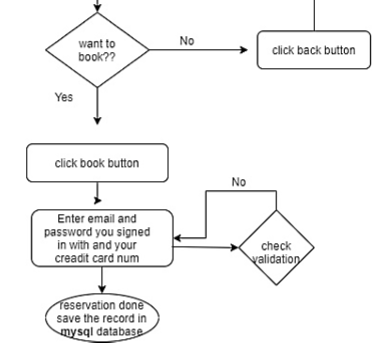 want to
book??
No
click back button
Yes
click book button
No
Enter email and
password you signed
in with and your
creadit card num
check
validation
reservation done
save the record in
mysql database